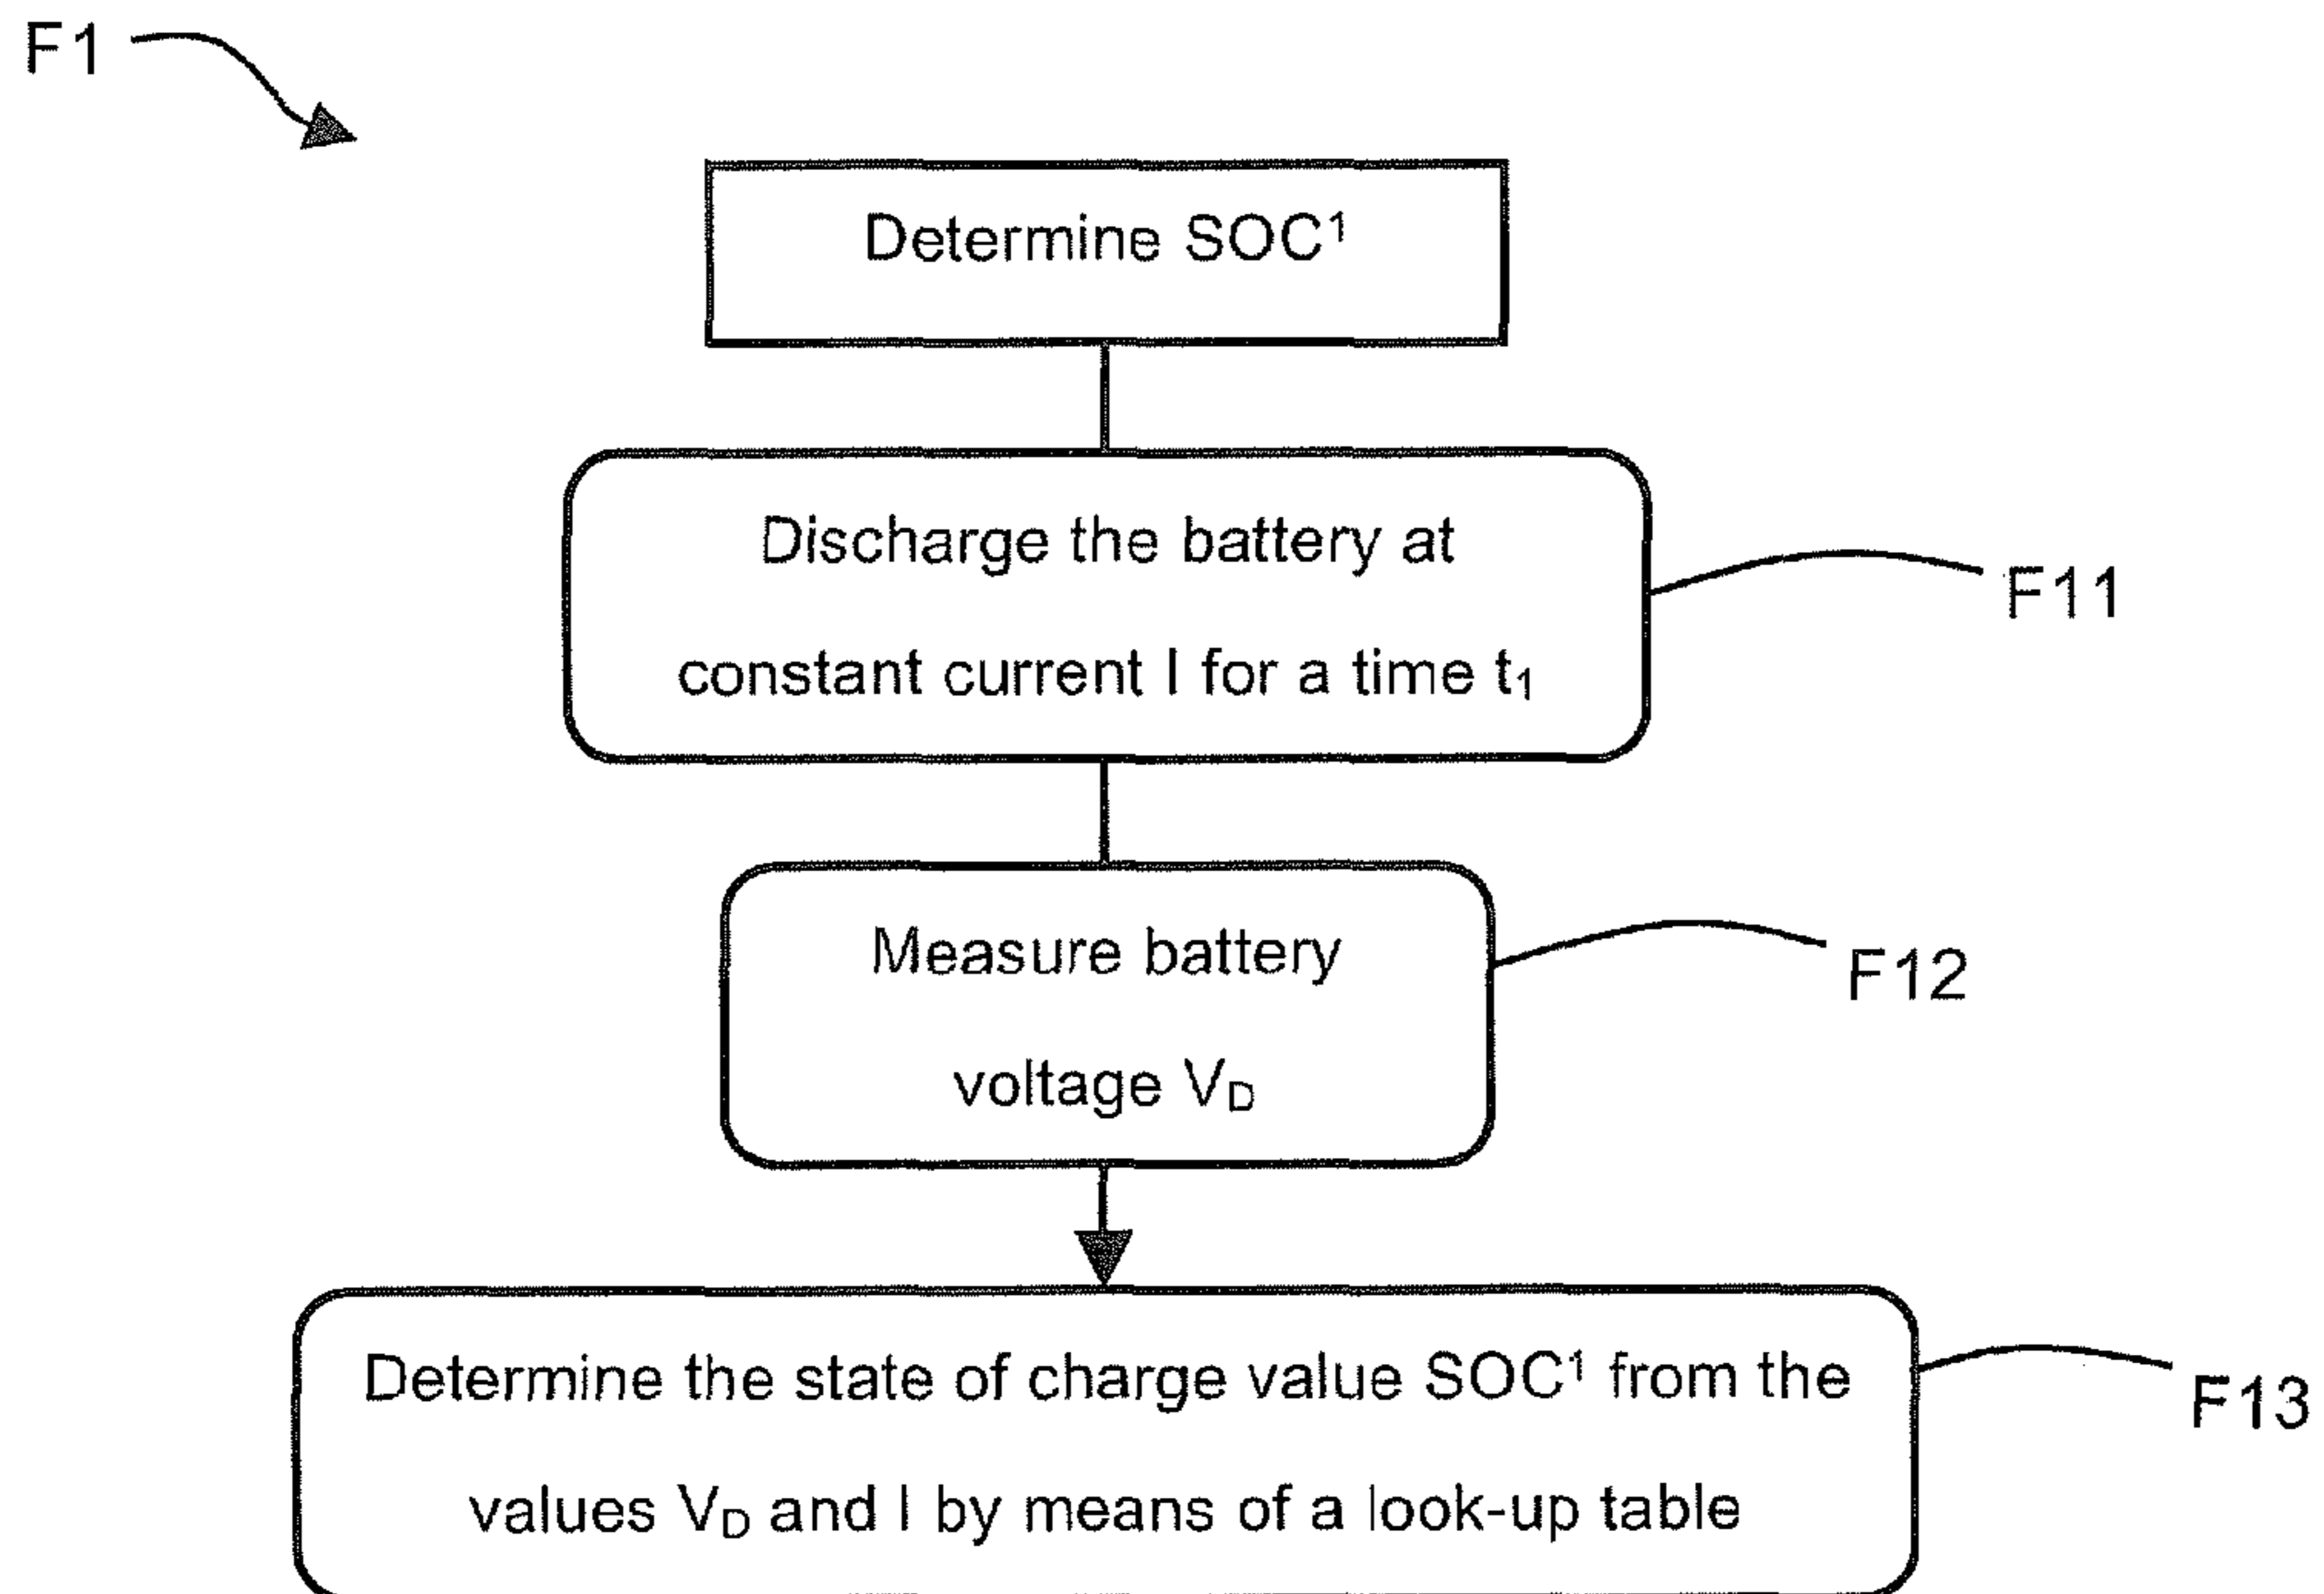 F1
Determine SOC¹
Discharge the battery at
constant current I for a time t₁
F11
Measure battery
voltage V_D
F12
Determine the state of charge value SOC¹ from the
values V_D and I by means of a look-up table
F13